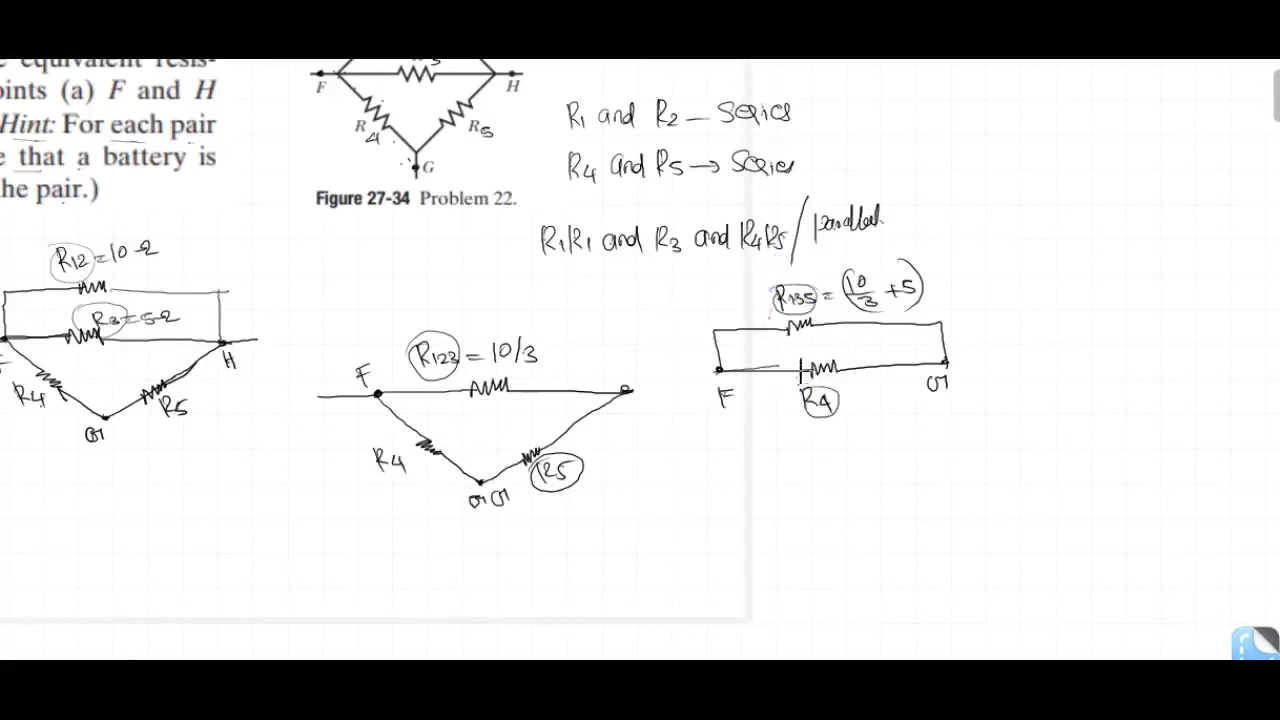 e equivalent resis-
oints (a) F and H
Hint: For each pair
e that a battery is
the pair.)
F
H
R4
R5
G
Figure 27-34 Problem 22.
R1 and R2 — Series
R4 and R5 → Series
R1R1 and R3 and R4R5 / parallel
R12 = 10 Ω
R3 = 5 Ω
H
R4
R5
G
F
R123 = 10/3
R4
R5
G G
R135 = (10/3 + 5)
F
R4
G